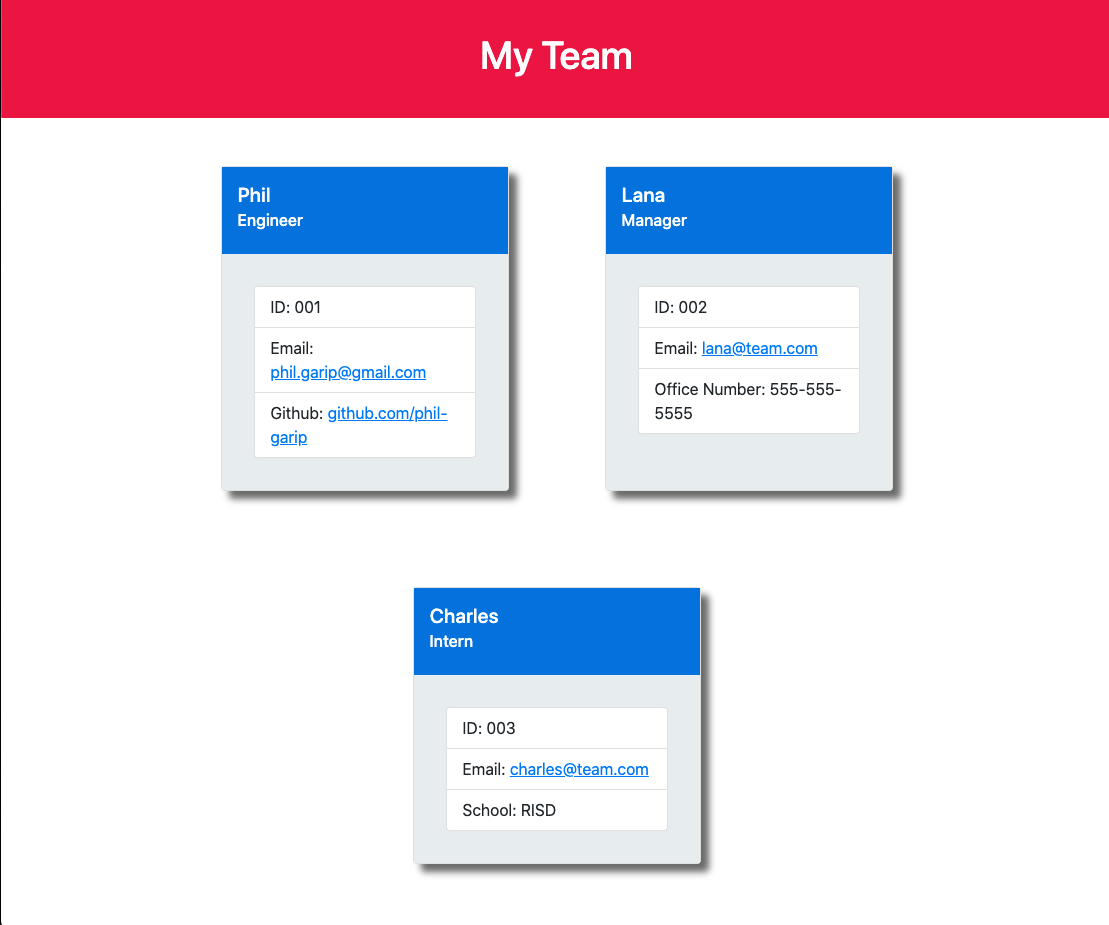 My Team
Phil
Engineer
ID: 001
Email:
phil.garip@gmail.com
Github: github.com/phil-
garip
Lana
Manager
ID: 002
Email: lana@team.com
Office Number: 555-555-
5555
Charles
Intern
ID: 003
Email: charles@team.com
School: RISD